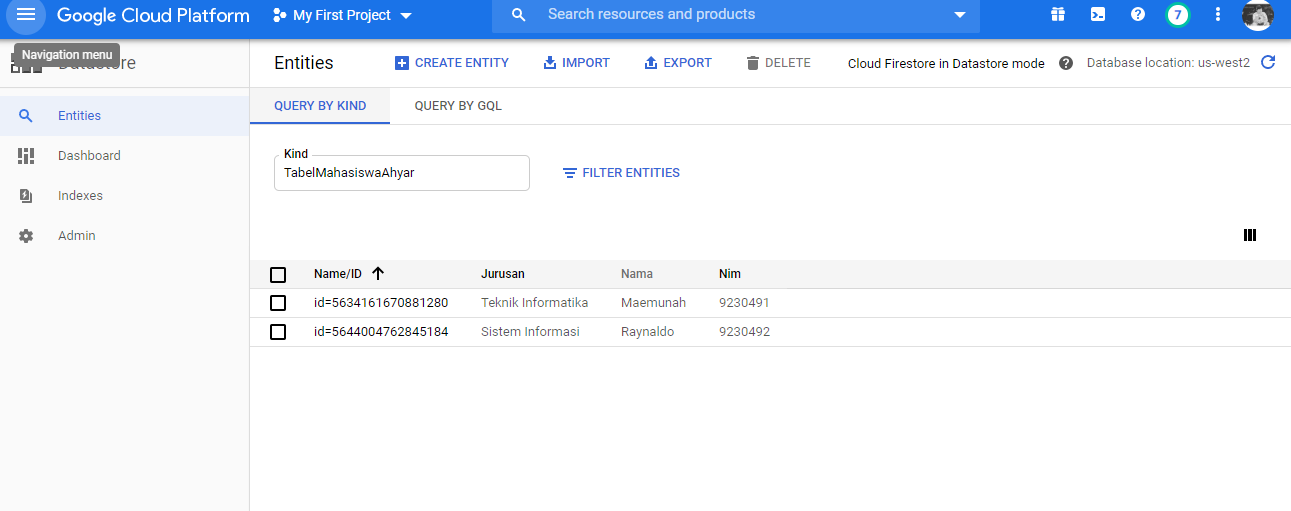 Google Cloud Platform My First Project Search resources and products 7
Navigation menu
Datastore
Entities CREATE ENTITY IMPORT EXPORT DELETE Cloud Firestore in Datastore mode Database location: us-west2
Entities
Dashboard
Indexes
Admin
QUERY BY KIND QUERY BY GQL
Kind
TabelMahasiswaAhyar FILTER ENTITIES
Name/ID Jurusan Nama Nim
id=5634161670881280 Teknik Informatika Maemunah 9230491
id=5644004762845184 Sistem Informasi Raynaldo 9230492